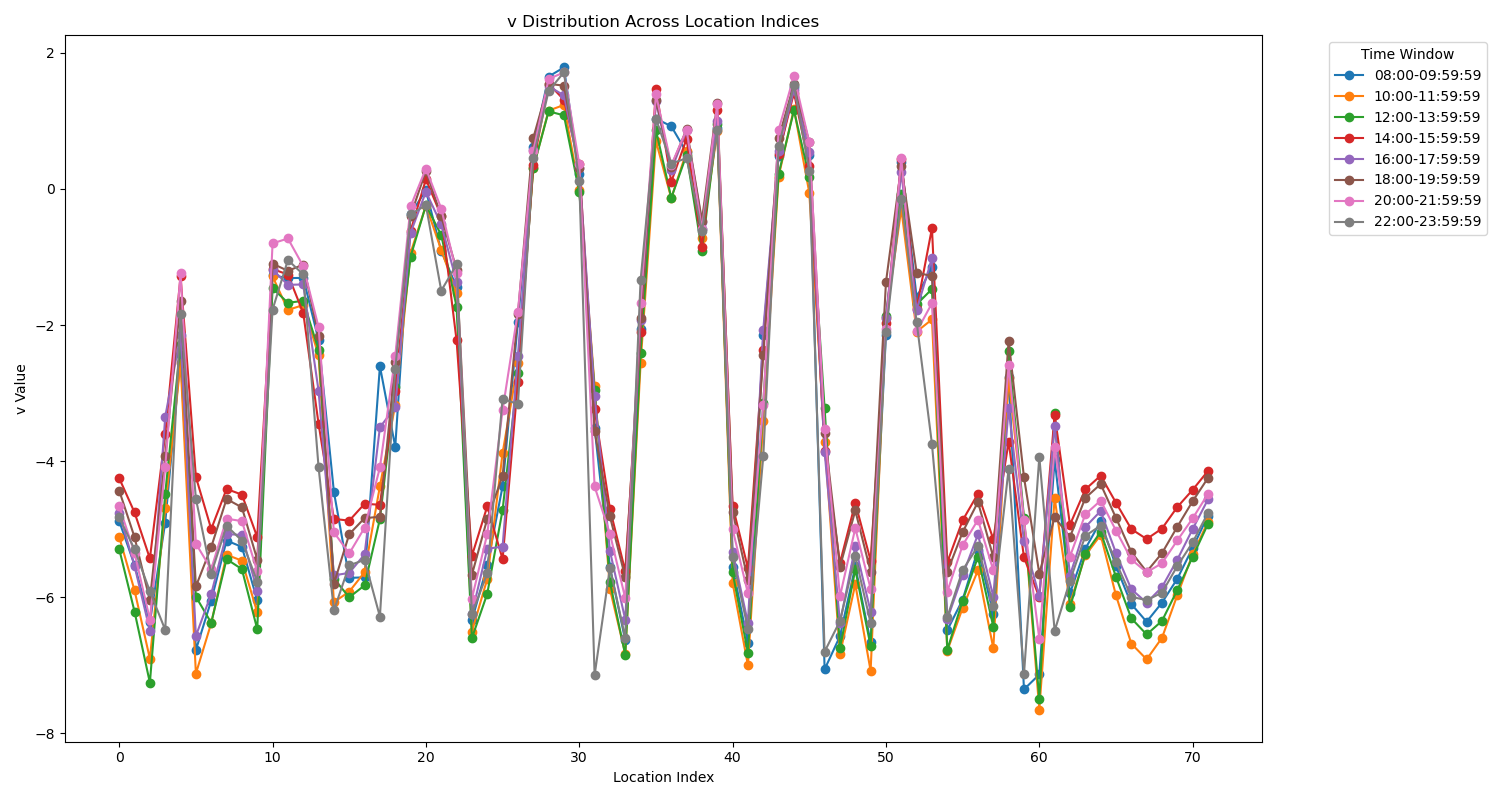 v Distribution Across Location Indices
Time Window
08:00-09:59:59
10:00-11:59:59
12:00-13:59:59
14:00-15:59:59
16:00-17:59:59
18:00-19:59:59
20:00-21:59:59
22:00-23:59:59
v Value
2
0
−2
−4
−6
−8
0 10 20 30 40 50 60 70
Location Index